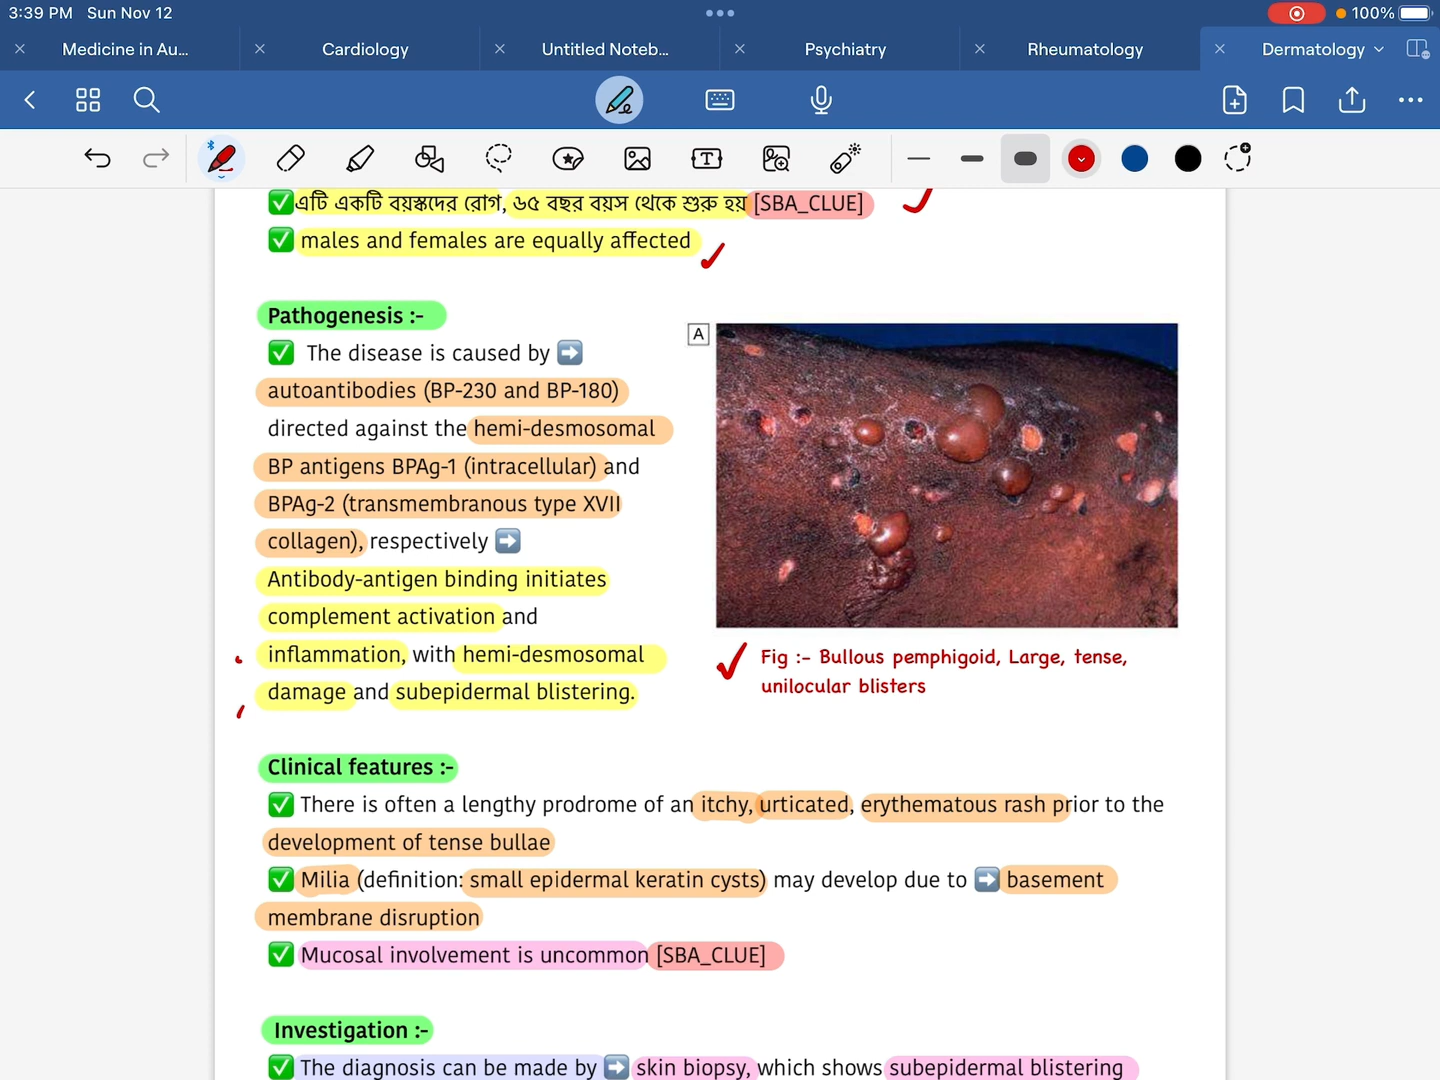 3:39 PM Sun Nov 12
100%
Medicine in Au... Cardiology Untitled Noteb... Psychiatry Rheumatology Dermatology
✅এটি একটি বয়স্কদের রোগ, ৬৫ বছর বয়স থেকে শুরু হয় [SBA_CLUE]
✅ males and females are equally affected
Pathogenesis :-
✅ The disease is caused by ➡️
autoantibodies (BP-230 and BP-180)
directed against the hemi-desmosomal
BP antigens BPAg-1 (intracellular) and
BPAg-2 (transmembranous type XVII
collagen), respectively ➡️
Antibody-antigen binding initiates
complement activation and
inflammation, with hemi-desmosomal
damage and subepidermal blistering.
A
Fig :- Bullous pemphigoid, Large, tense,
unilocular blisters
Clinical features :-
✅ There is often a lengthy prodrome of an itchy, urticated, erythematous rash prior to the
development of tense bullae
✅ Milia (definition: small epidermal keratin cysts) may develop due to ➡️ basement
membrane disruption
✅ Mucosal involvement is uncommon [SBA_CLUE]
Investigation :-
✅ The diagnosis can be made by ➡️ skin biopsy, which shows subepidermal blistering